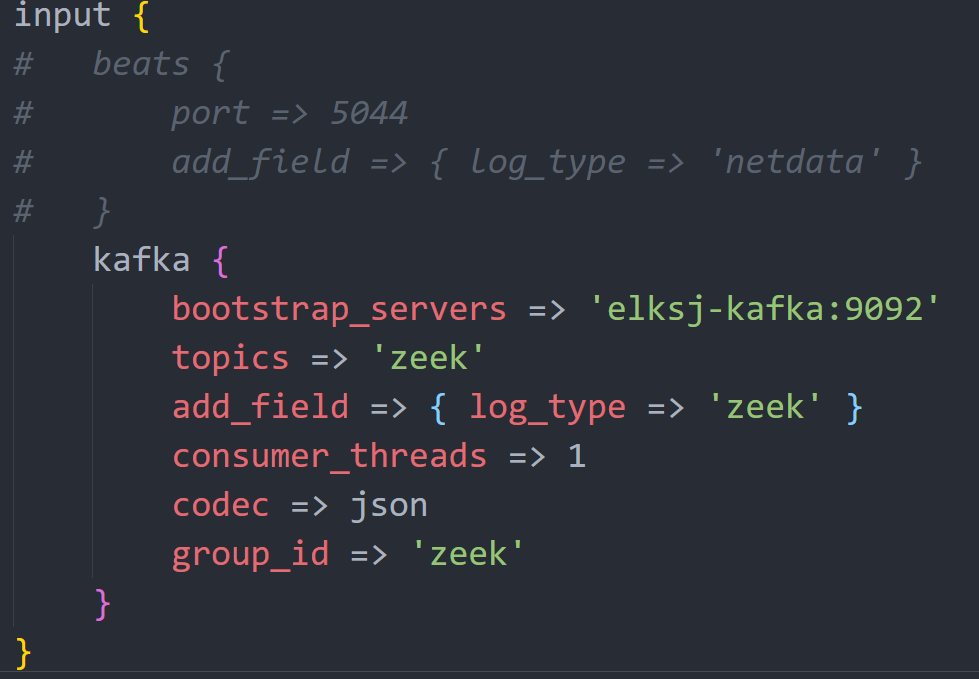 input {
#   beats {
#       port => 5044
#       add_field => { log_type => 'netdata' }
#   }
    kafka {
        bootstrap_servers => 'elksj-kafka:9092'
        topics => 'zeek'
        add_field => { log_type => 'zeek' }
        consumer_threads => 1
        codec => json
        group_id => 'zeek'
    }
}